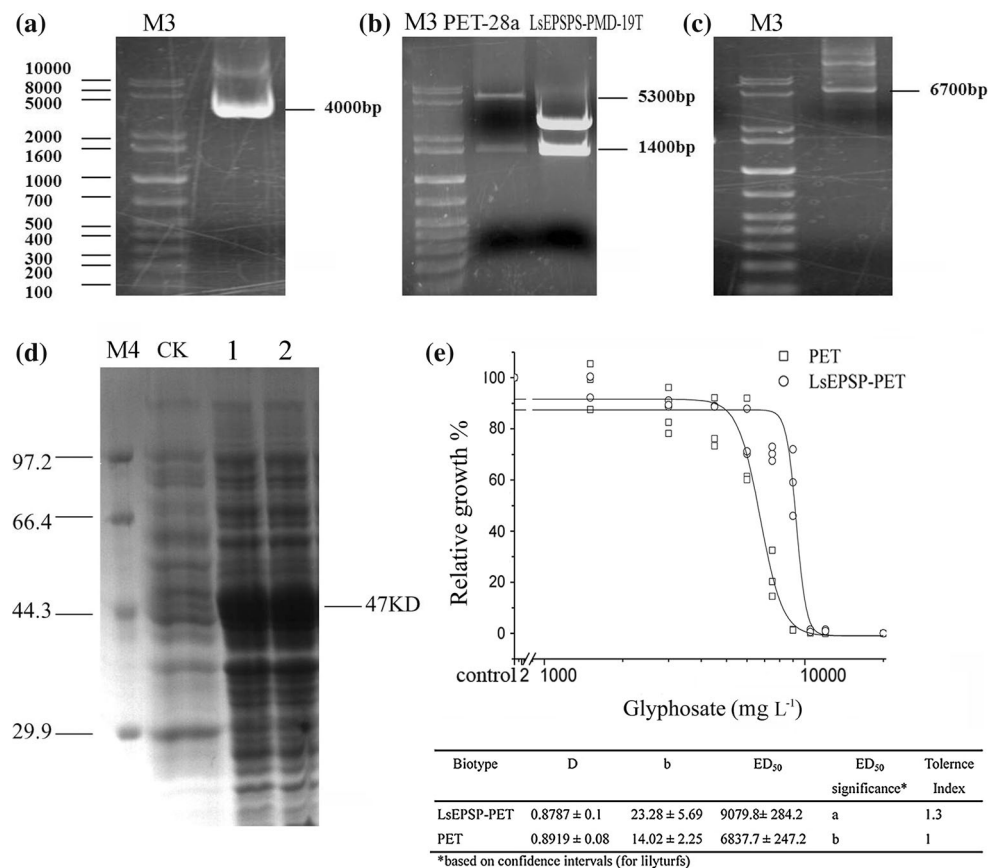 (a)
M3
10000
8000
5000
2000
1600
1000
700
500
400
300
200
100
4000bp
(b)
M3 PET-28a LsEPSPS-PMD-19T
5300bp
1400bp
(c)
M3
6700bp
(d)
M4 CK 1 2
97.2
66.4
44.3
29.9
47KD
(e)
PET
LsEPSP-PET
Relative growth %
100
80
60
40
20
0
control 2 1000 10000
Glyphosate (mg L-1)
Biotype D b ED50 ED50 Tolernce
significance* Index
LsEPSP-PET 0.8787 ± 0.1 23.28 ± 5.69 9079.8± 284.2 a 1.3
PET 0.8919 ± 0.08 14.02 ± 2.25 6837.7 ± 247.2 b 1
*based on confidence intervals (for lilyturfs)